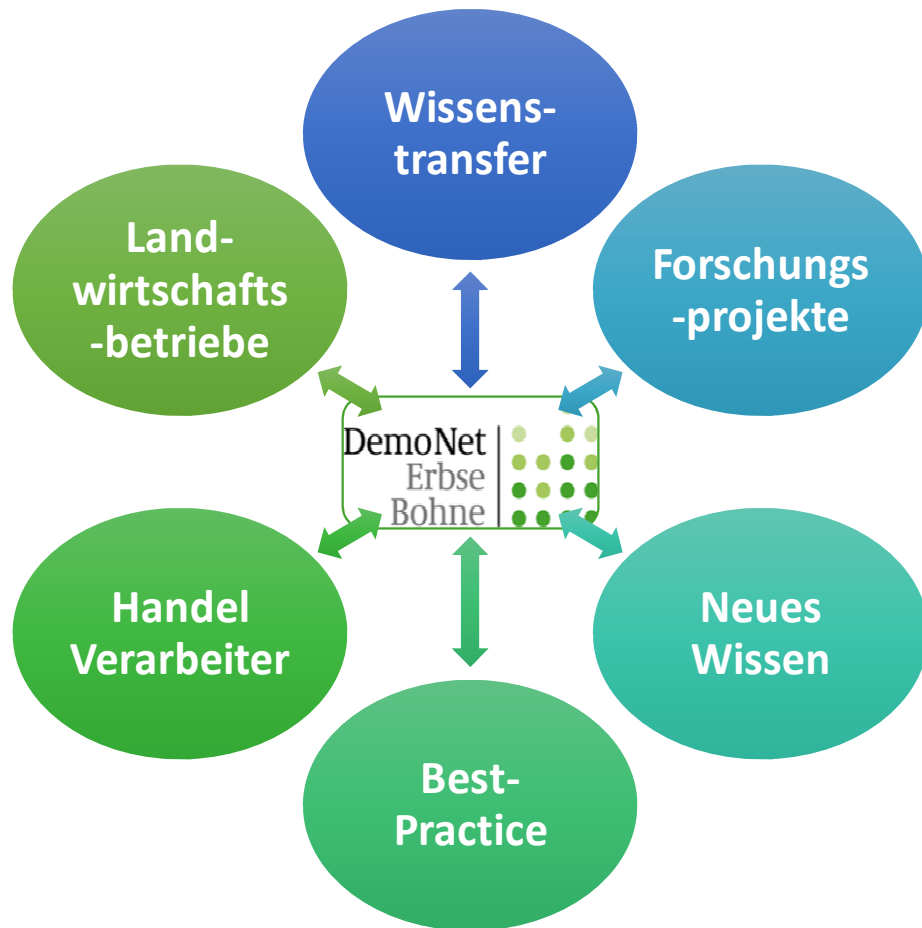 Wissens-
transfer
Land-
wirtschafts
-betriebe
Forschungs
-projekte
DemoNet
Erbse
Bohne
Handel
Verarbeiter
Neues
Wissen
Best-
Practice